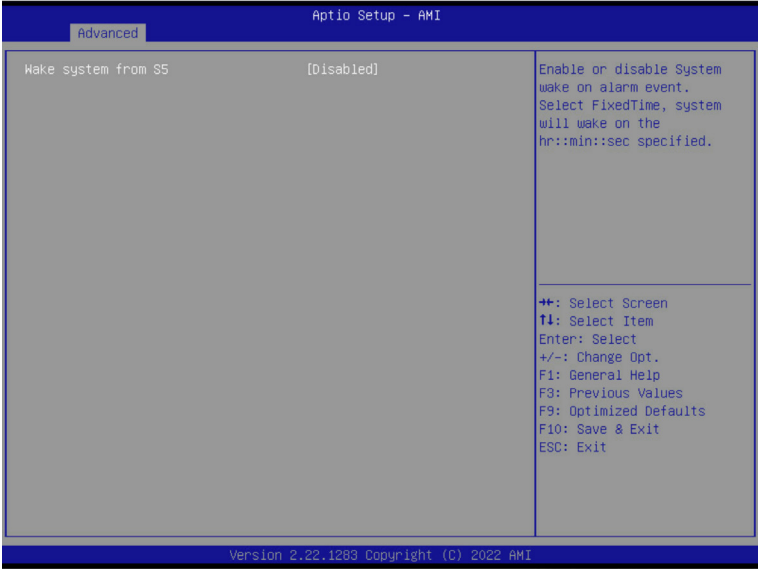 Aptio Setup – AMI
Advanced
Wake system from S5 [Disabled]
Enable or disable System
wake on alarm event.
Select FixedTime, system
will wake on the
hr::min::sec specified.
→←: Select Screen
↑↓: Select Item
Enter: Select
+/-: Change Opt.
F1: General Help
F3: Previous Values
F9: Optimized Defaults
F10: Save & Exit
ESC: Exit
Version 2.22.1283 Copyright (C) 2022 AMI